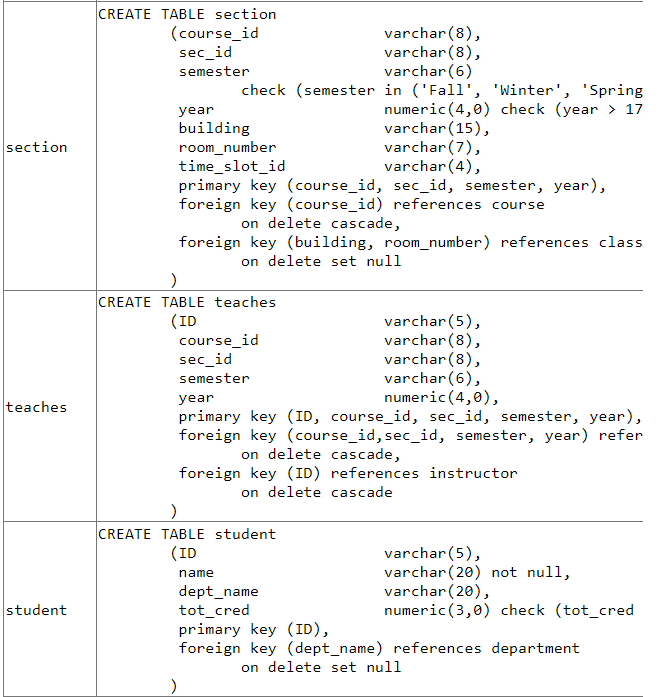 CREATE TABLE section
(course_id varchar(8),
sec_id varchar(8),
semester varchar(6)
check (semester in ('Fall', 'Winter', 'Spring
year numeric(4,0) check (year > 17
building varchar(15),
section
room_number varchar(7),
time_slot_id varchar(4),
primary key (course_id, sec_id, semester, year),
foreign key (course_id) references course
on delete cascade,
foreign key (building, room_number) references class
on delete set null
)
CREATE TABLE teaches
(ID varchar(5),
course_id varchar(8),
sec_id varchar(8),
semester varchar(6),
year numeric(4,0),
teaches
primary key (ID, course_id, sec_id, semester, year),
foreign key (course_id,sec_id, semester, year) refer
on delete cascade,
foreign key (ID) references instructor
on delete cascade
)
CREATE TABLE student
(ID varchar(5),
name varchar(20) not null,
dept_name varchar(20),
student
tot_cred numeric(3,0) check (tot_cred
primary key (ID),
foreign key (dept_name) references department
on delete set null
)